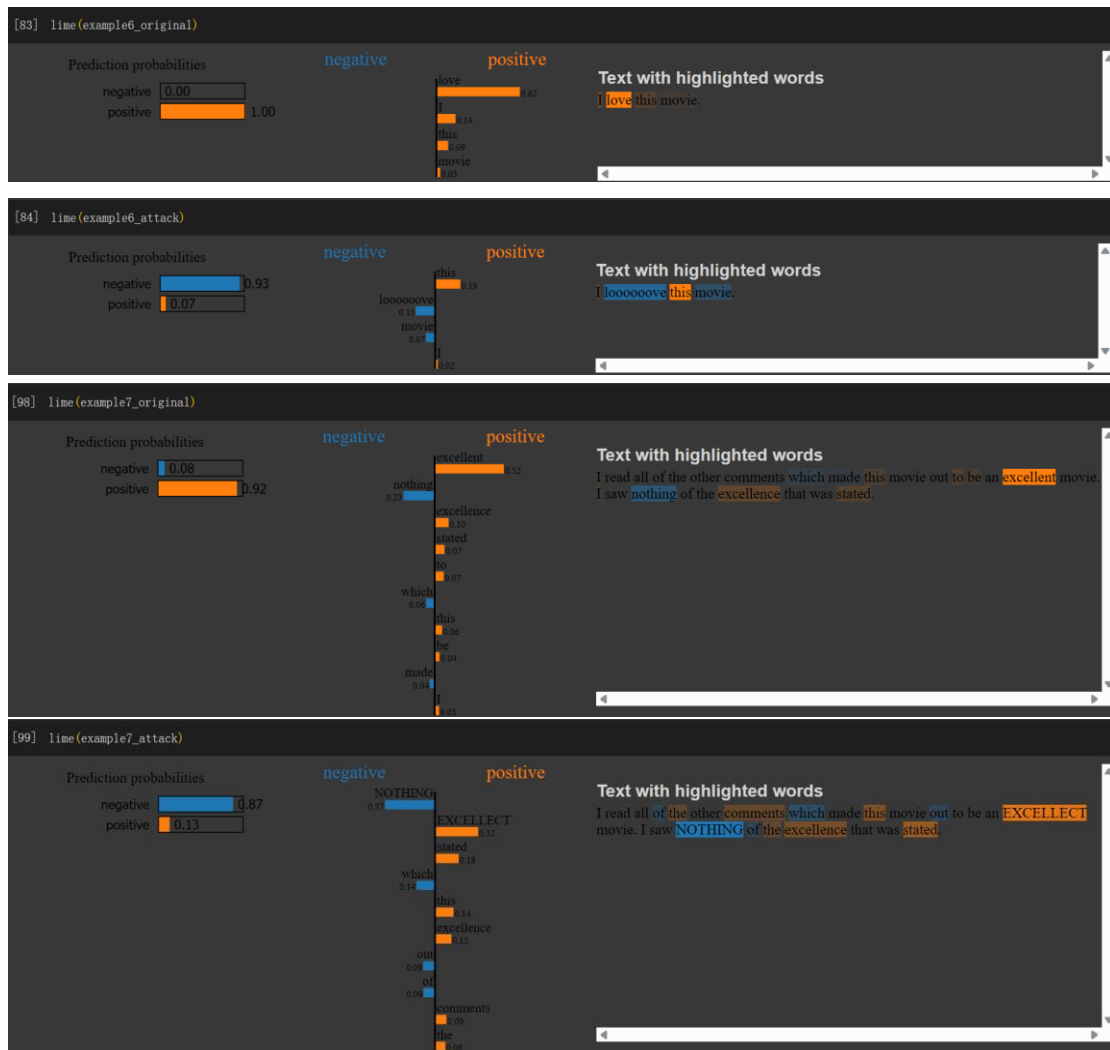 [83] lime(example6_original)
Prediction probabilities
negative 0.00
positive 1.00
negative positive
love
0.62
I
0.14
this
0.09
movie
0.03
Text with highlighted words
I love this movie.
[84] lime(example6_attack)
Prediction probabilities
negative 0.93
positive 0.07
negative positive
this
0.19
loooooove
movie
0.07
I
0.02
Text with highlighted words
I loooooove this movie.
[98] lime(example7_original)
Prediction probabilities
negative 0.08
positive 0.92
negative positive
excellent
nothing
0.23
excellence
0.10
stated
0.07
to
0.07
which
this
0.06
be
0.04
made
0.04
I
0.03
Text with highlighted words
I read all of the other comments which made this movie out to be an excellent movie.
I saw nothing of the excellence that was stated.
[99] lime(example7_attack)
Prediction probabilities
negative 0.87
positive 0.13
negative positive
NOTHING
0.37
EXCELLECT
0.32
stated
0.18
which
0.14
this
0.14
excellence
0.12
out
0.09
of
0.09
comments
0.09
the
0.08
Text with highlighted words
I read all of the other comments which made this movie out to be an EXCELLECT
movie. I saw NOTHING of the excellence that was stated.